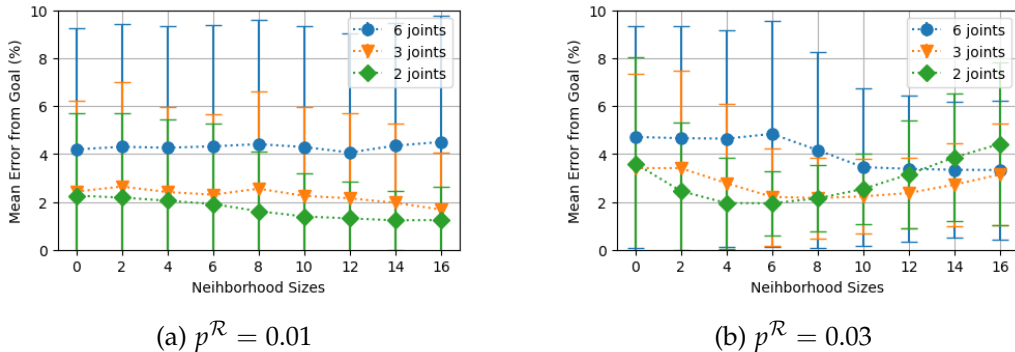 10
8
6
4
2
0
Mean Error from Goal (%)
6 joints
3 joints
2 joints
0 2 4 6 8 10 12 14 16
Neihborhood Sizes
(a) p^ℛ = 0.01
10
8
6
4
2
0
Mean Error from Goal (%)
6 joints
3 joints
2 joints
0 2 4 6 8 10 12 14 16
Neihborhood Sizes
(b) p^ℛ = 0.03